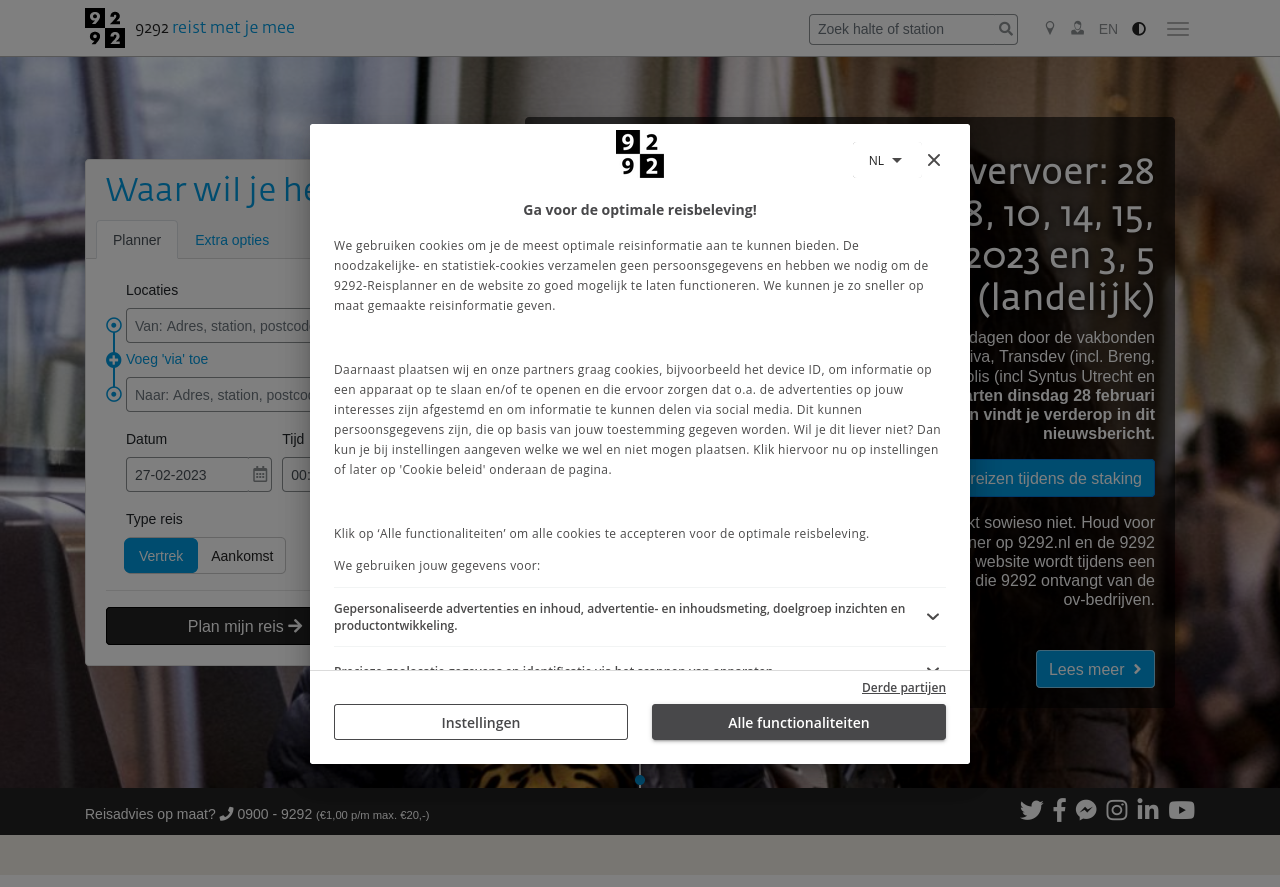 9292 reist met je mee
Zoek halte of station
EN
92
92
NL
Waar wil je he
Planner
Extra opties
Locaties
Van: Adres, station, postcode
Voeg 'via' toe
Naar: Adres, station, postco
Datum
Tijd
27-02-2023
00:
Type reis
Vertrek
Aankomst
Plan mijn reis
Ga voor de optimale reisbeleving!
We gebruiken cookies om je de meest optimale reisinformatie aan te kunnen bieden. De
noodzakelijke- en statistiek-cookies verzamelen geen persoonsgegevens en hebben we nodig om de
9292-Reisplanner en de website zo goed mogelijk te laten functioneren. We kunnen je zo sneller op
maat gemaakte reisinformatie geven.
Daarnaast plaatsen wij en onze partners graag cookies, bijvoorbeeld het device ID, om informatie op
een apparaat op te slaan en/of te openen en die ervoor zorgen dat o.a. de advertenties op jouw
interesses zijn afgestemd en om informatie te kunnen delen via social media. Dit kunnen
persoonsgegevens zijn, die op basis van jouw toestemming gegeven worden. Wil je dit liever niet? Dan
kun je bij instellingen aangeven welke we wel en niet mogen plaatsen. Klik hiervoor nu op instellingen
of later op 'Cookie beleid' onderaan de pagina.
Klik op ‘Alle functionaliteiten’ om alle cookies te accepteren voor de optimale reisbeleving.
We gebruiken jouw gegevens voor:
Gepersonaliseerde advertenties en inhoud, advertentie- en inhoudsmeting, doelgroep inzichten en
productontwikkeling.
Precieze geolocatie-gegevens en identificatie via het scannen van apparaten
Derde partijen
Instellingen
Alle functionaliteiten
vervoer: 28
8, 10, 14, 15,
2023 en 3, 5
(landelijk)
dagen door de vakbonden
iva, Transdev (incl. Breng,
olis (incl Syntus Utrecht en
arten dinsdag 28 februari
n vindt je verderop in dit
nieuwsbericht.
reizen tijdens de staking
kt sowieso niet. Houd voor
ner op 9292.nl en de 9292
website wordt tijdens een
die 9292 ontvangt van de
ov-bedrijven.
Lees meer
Reisadvies op maat? 0900 - 9292 (€1,00 p/m max. €20,-)